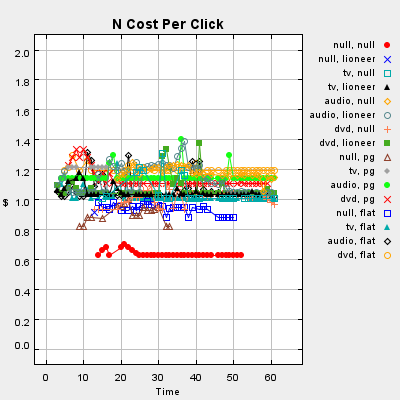 N Cost Per Click
2.0
1.8
1.6
1.4
1.2
1.0
0.8
0.6
0.4
0.2
0.0
$
0 10 20 30 40 50 60
Time
null, null
null, lioneer
tv, null
tv, lioneer
audio, null
audio, lioneer
dvd, null
dvd, lioneer
null, pg
tv, pg
audio, pg
dvd, pg
null, flat
tv, flat
audio, flat
dvd, flat